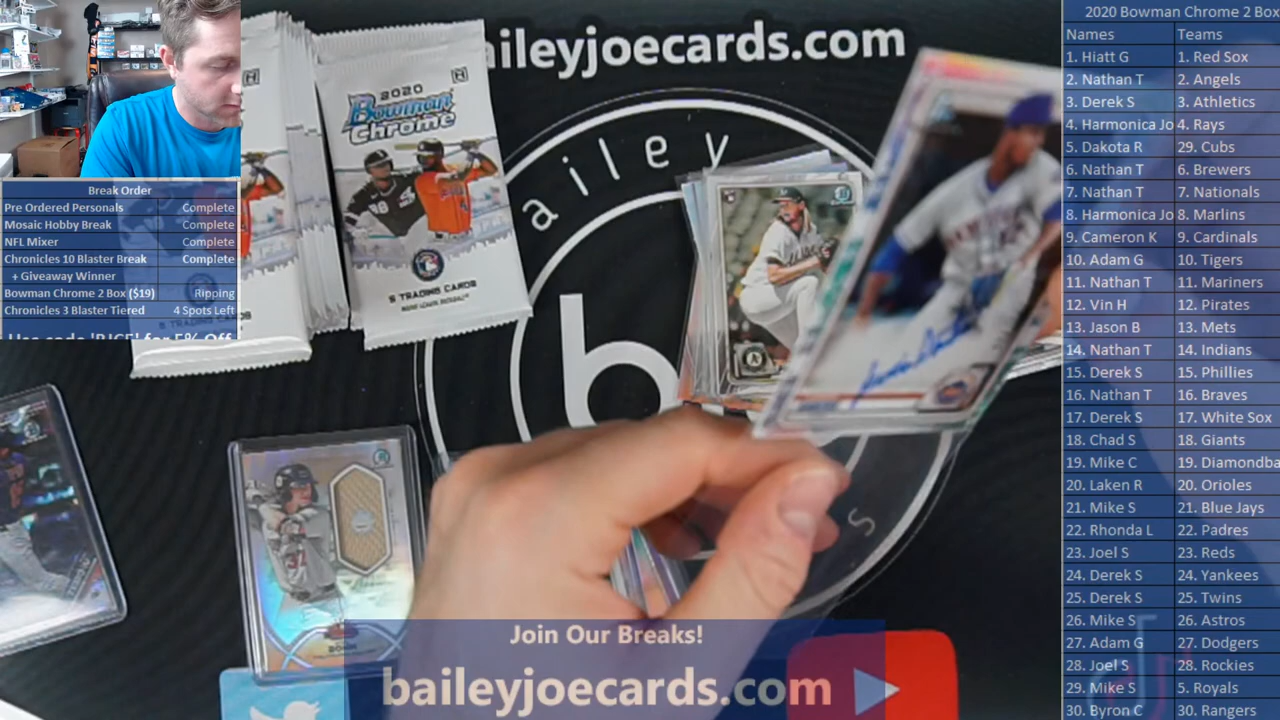 baileyjoecards.com
2020
Bowman
Chrome
5 TRADING CARDS
bailey
b
s
BOHM
Break Order
Pre Ordered Personals Complete
Mosaic Hobby Break Complete
NFL Mixer Complete
Chronicles 10 Blaster Break Complete
+ Giveaway Winner
Bowman Chrome 2 Box ($19) Ripping
Chronicles 3 Blaster Tiered 4 Spots Left
2020 Bowman Chrome 2 Box
Names Teams
1. Hiatt G 1. Red Sox
2. Nathan T 2. Angels
3. Derek S 3. Athletics
4. Harmonica Jo 4. Rays
5. Dakota R 29. Cubs
6. Nathan T 6. Brewers
7. Nathan T 7. Nationals
8. Harmonica Jo 8. Marlins
9. Cameron K 9. Cardinals
10. Adam G 10. Tigers
11. Nathan T 11. Mariners
12. Vin H 12. Pirates
13. Jason B 13. Mets
14. Nathan T 14. Indians
15. Derek S 15. Phillies
16. Nathan T 16. Braves
17. Derek S 17. White Sox
18. Chad S 18. Giants
19. Mike C 19. Diamondba
20. Laken R 20. Orioles
21. Mike S 21. Blue Jays
22. Rhonda L 22. Padres
23. Joel S 23. Reds
24. Derek S 24. Yankees
25. Derek S 25. Twins
26. Mike S 26. Astros
27. Adam G 27. Dodgers
28. Joel S 28. Rockies
29. Mike S 5. Royals
30. Byron C 30. Rangers
Join Our Breaks!
baileyjoecards.com